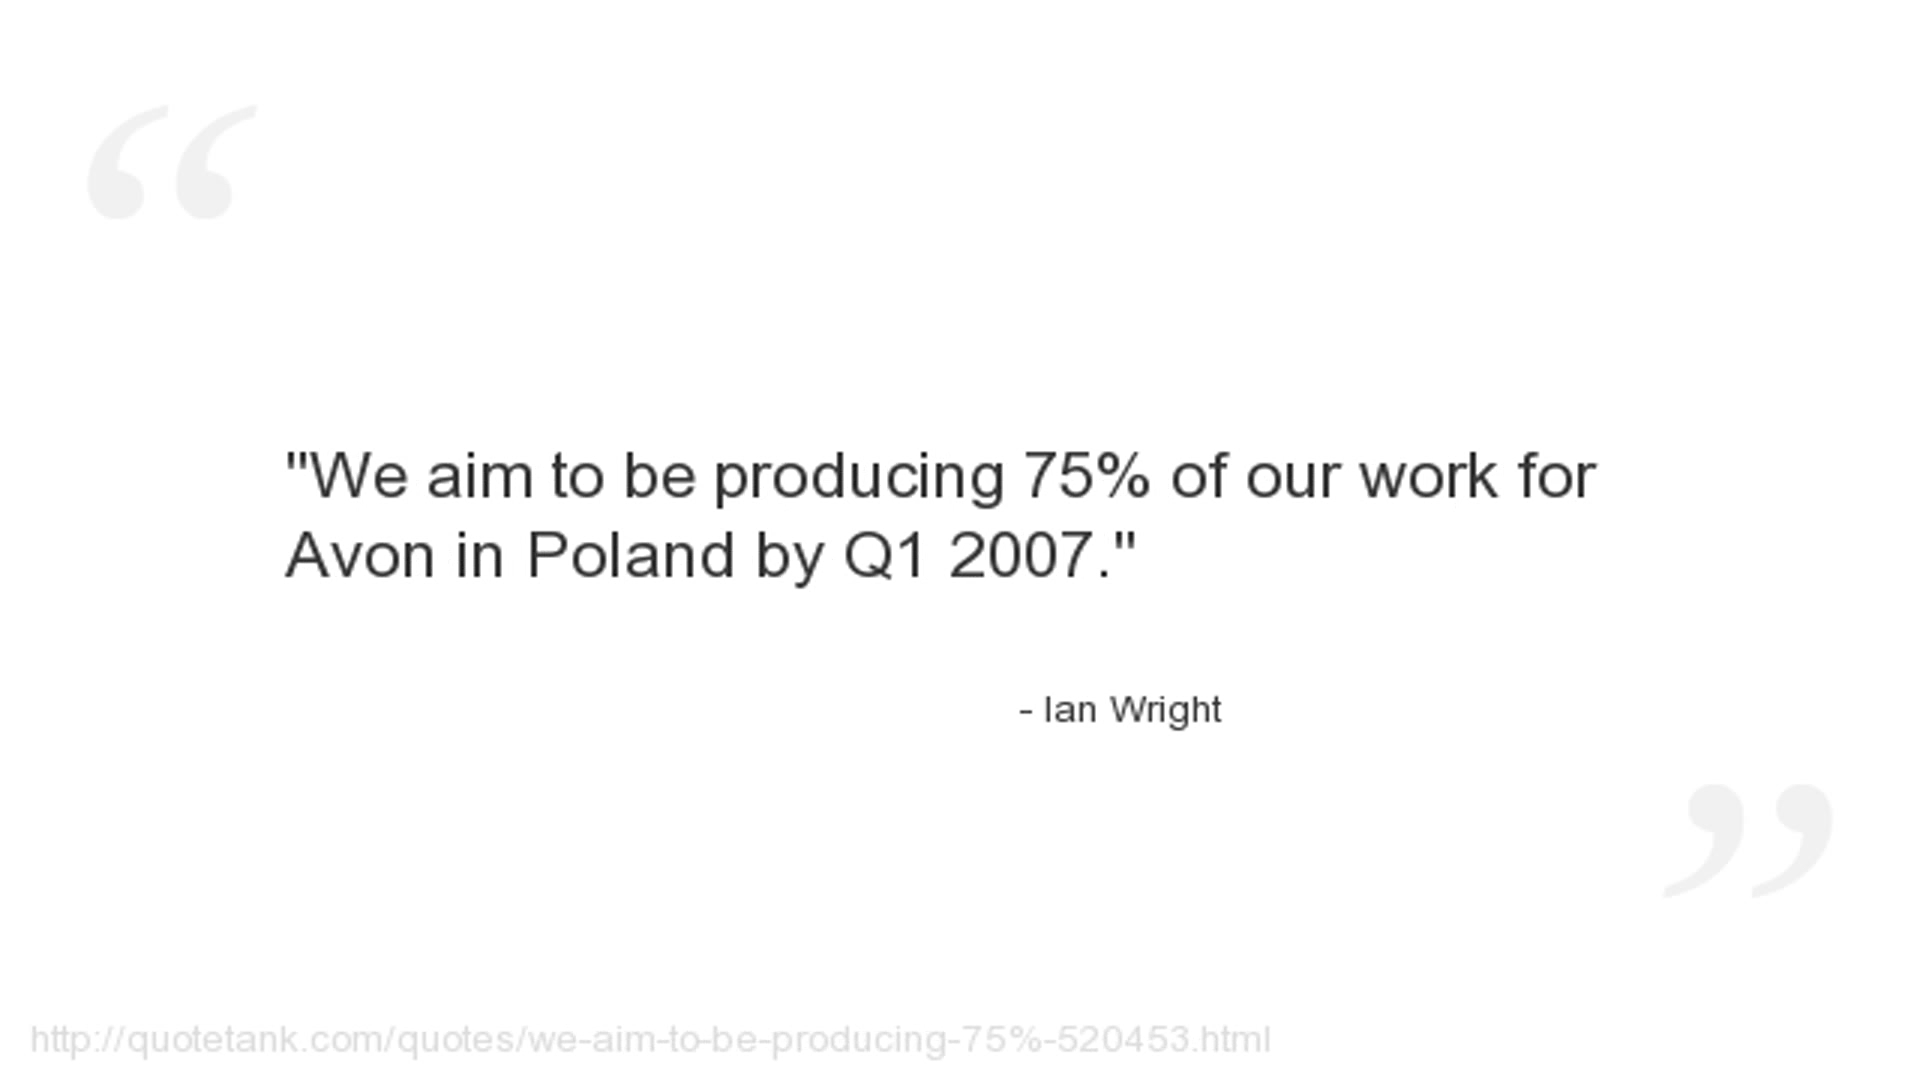 "We aim to be producing 75% of our work for
Avon in Poland by Q1 2007."
- Ian Wright
http://quotetank.com/quotes/we-aim-to-be-producing-75%-520453.html